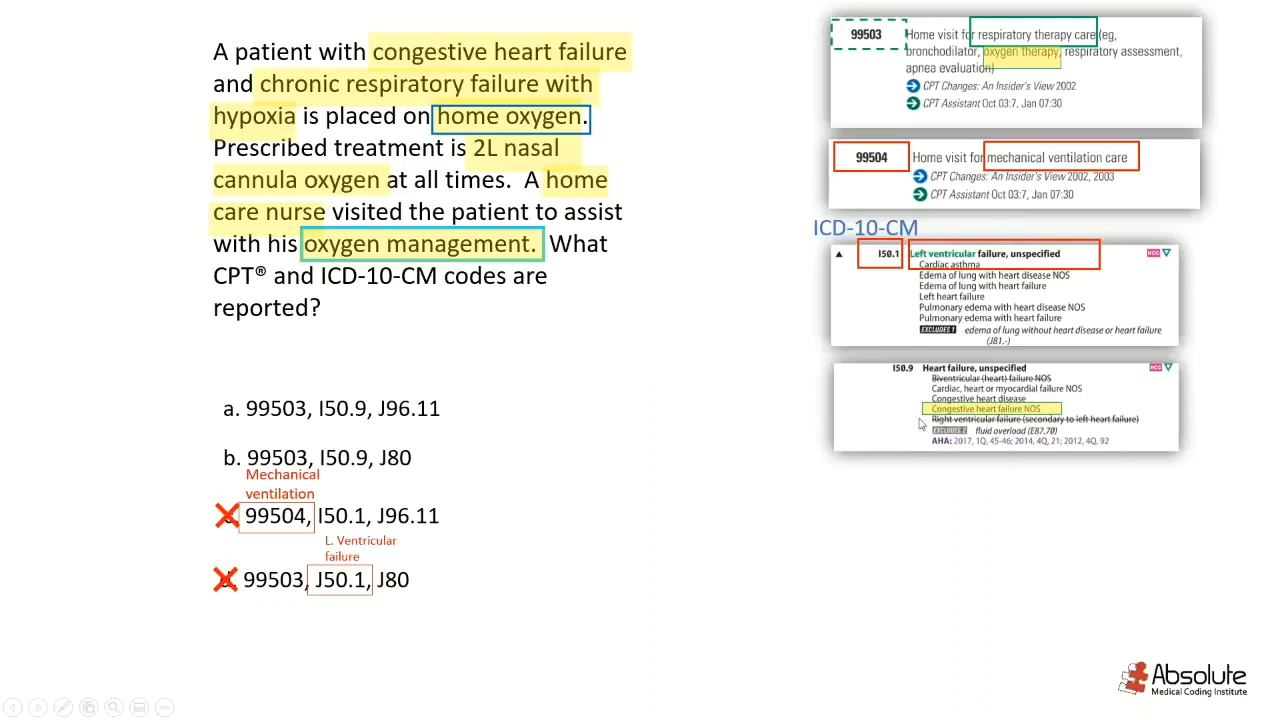 A patient with congestive heart failure
and chronic respiratory failure with
hypoxia is placed on home oxygen.
Prescribed treatment is 2L nasal
cannula oxygen at all times.  A home
care nurse visited the patient to assist
with his oxygen management.  What
CPT® and ICD-10-CM codes are
reported?
a. 99503, I50.9, J96.11
b. 99503, I50.9, J80
Mechanical
ventilation
c. 99504, I50.1, J96.11
L. Ventricular
failure
d. 99503, J50.1, J80
99503 Home visit for respiratory therapy care (eg,
bronchodilator, oxygen therapy, respiratory assessment,
apnea evaluation)
CPT Changes: An Insider's View 2002
CPT Assistant Oct 03:7, Jan 07:30
99504 Home visit for mechanical ventilation care
CPT Changes: An Insider's View 2002, 2003
CPT Assistant Oct 03:7, Jan 07:30
ICD-10-CM
I50.1 Left ventricular failure, unspecified HCC
Cardiac asthma
Edema of lung with heart disease NOS
Edema of lung with heart failure
Left heart failure
Pulmonary edema with heart disease NOS
Pulmonary edema with heart failure
EXCLUDES 1 edema of lung without heart disease or heart failure
(J81.-)
I50.9 Heart failure, unspecified HCC
Biventricular (heart) failure NOS
Cardiac, heart or myocardial failure NOS
Congestive heart disease
Congestive heart failure NOS
Right ventricular failure (secondary to left heart failure)
EXCLUDES 2 fluid overload (E87.70)
AHA: 2017, 1Q, 45-46; 2014, 4Q, 21; 2012, 4Q, 92
Absolute
Medical Coding Institute